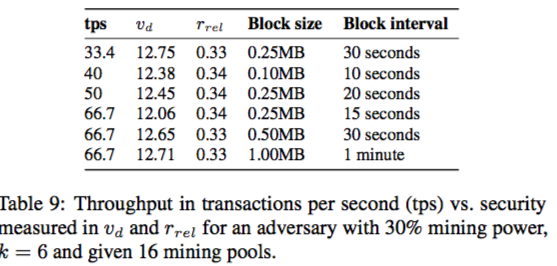 tps v_d r_rel Block size Block interval
33.4 12.75 0.33 0.25MB 30 seconds
40 12.38 0.34 0.10MB 10 seconds
50 12.45 0.34 0.25MB 20 seconds
66.7 12.06 0.34 0.25MB 15 seconds
66.7 12.65 0.33 0.50MB 30 seconds
66.7 12.71 0.33 1.00MB 1 minute
Table 9: Throughput in transactions per second (tps) vs. security
measured in v_d and r_rel for an adversary with 30% mining power,
k = 6 and given 16 mining pools.